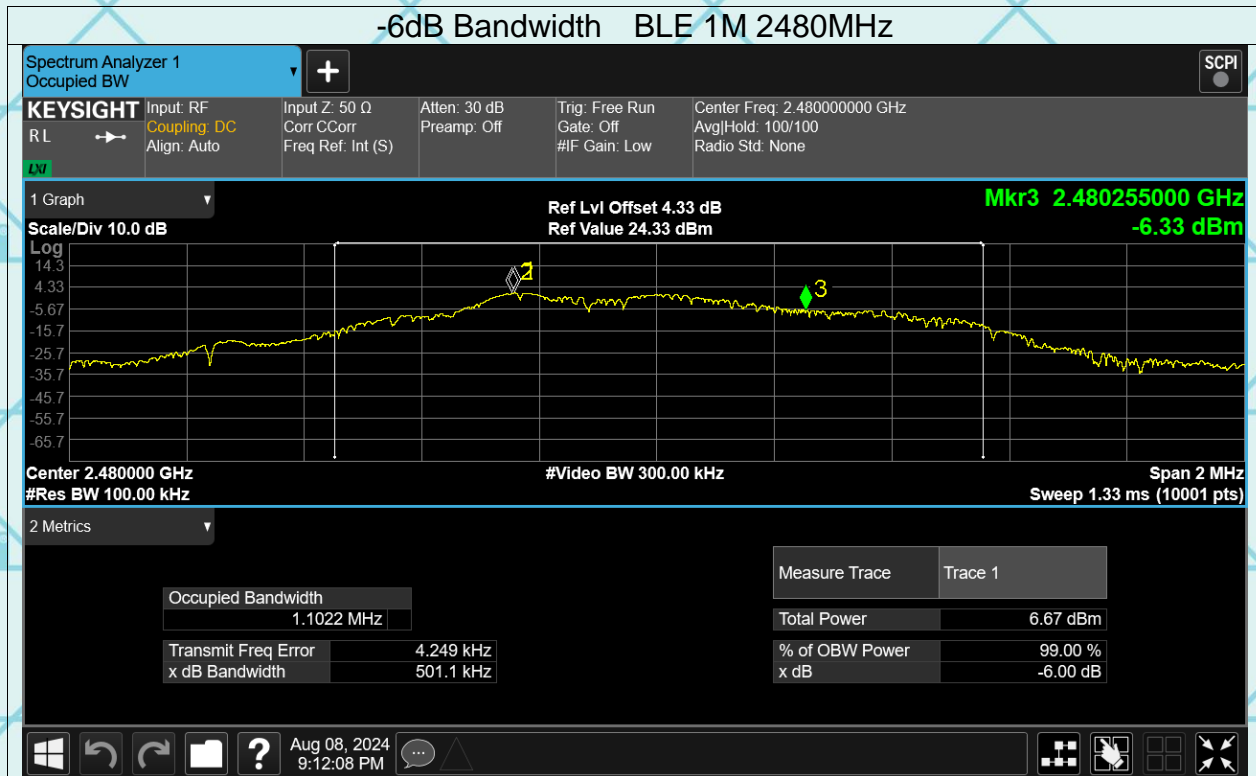 -6dB Bandwidth BLE 1M 2480MHz
Spectrum Analyzer 1
Occupied BW
+
SCPI
KEYSIGHT
R L
LXI
Input: RF
Coupling: DC
Align: Auto
Input Z: 50 Ω
Corr CCorr
Freq Ref: Int (S)
Atten: 30 dB
Preamp: Off
Trig: Free Run
Gate: Off
#IF Gain: Low
Center Freq: 2.480000000 GHz
Avg|Hold: 100/100
Radio Std: None
1 Graph
Scale/Div 10.0 dB
Ref Lvl Offset 4.33 dB
Ref Value 24.33 dBm
Mkr3 2.480255000 GHz
-6.33 dBm
Log
14.3
4.33
-5.67
-15.7
-25.7
-35.7
-45.7
-55.7
-65.7
2
3
Center 2.480000 GHz
#Res BW 100.00 kHz
#Video BW 300.00 kHz
Span 2 MHz
Sweep 1.33 ms (10001 pts)
2 Metrics
Occupied Bandwidth
1.1022 MHz
Transmit Freq Error 4.249 kHz
x dB Bandwidth 501.1 kHz
Measure Trace Trace 1
Total Power 6.67 dBm
% of OBW Power 99.00 %
x dB -6.00 dB
?
Aug 08, 2024
9:12:08 PM